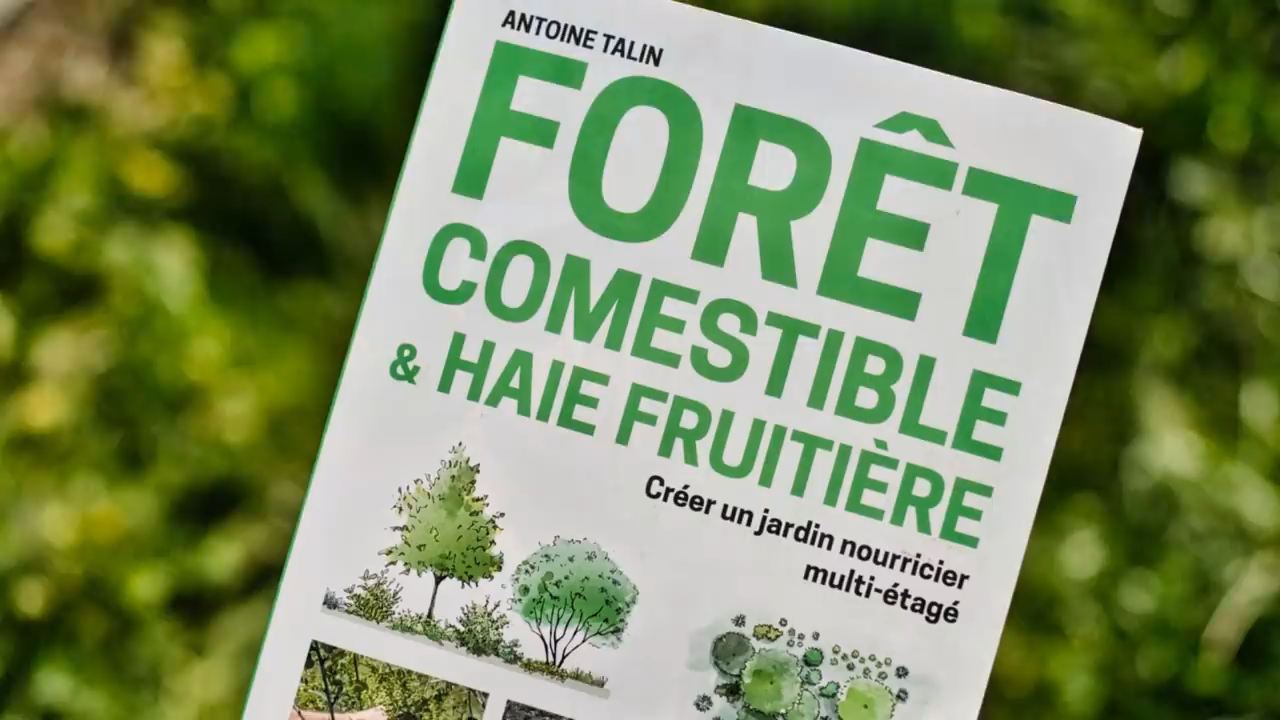 ANTOINE TALIN
FORÊT
COMESTIBLE
& HAIE FRUITIÈRE
Créer un jardin nourricier
multi-étagé